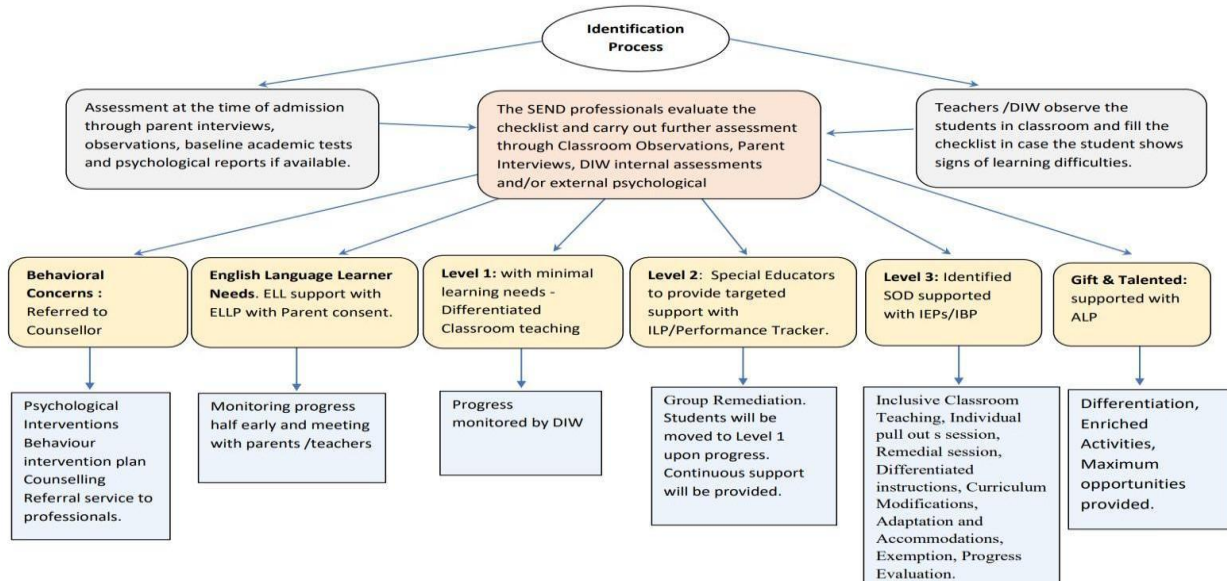 Identification
Process
Assessment at the time of admission
through parent interviews,
observations, baseline academic tests
and psychological reports if available.
The SEND professionals evaluate the
checklist and carry out further assessment
through Classroom Observations, Parent
Interviews, DIW internal assessments
and/or external psychological
Teachers /DIW observe the
students in classroom and fill the
checklist in case the student shows
signs of learning difficulties.
Behavioral
Concerns :
Referred to
Counsellor
English Language Learner
Needs. ELL support with
ELLP with Parent consent.
Level 1: with minimal
learning needs -
Differentiated
Classroom teaching
Level 2: Special Educators
to provide targeted
support with
ILP/Performance Tracker.
Level 3: Identified
SOD supported
with IEPs/IBP
Gift & Talented:
supported with
ALP
Psychological
Interventions
Behaviour
intervention plan
Counselling
Referral service to
professionals.
Monitoring progress
half early and meeting
with parents /teachers
Progress
monitored by DIW
Group Remediation.
Students will be
moved to Level 1
upon progress.
Continuous support
will be provided.
Inclusive Classroom
Teaching, Individual
pull out s session,
Remedial session,
Differentiated
instructions, Curriculum
Modifications,
Adaptation and
Accommodations,
Exemption, Progress
Evaluation.
Differentiation,
Enriched
Activities,
Maximum
opportunities
provided.